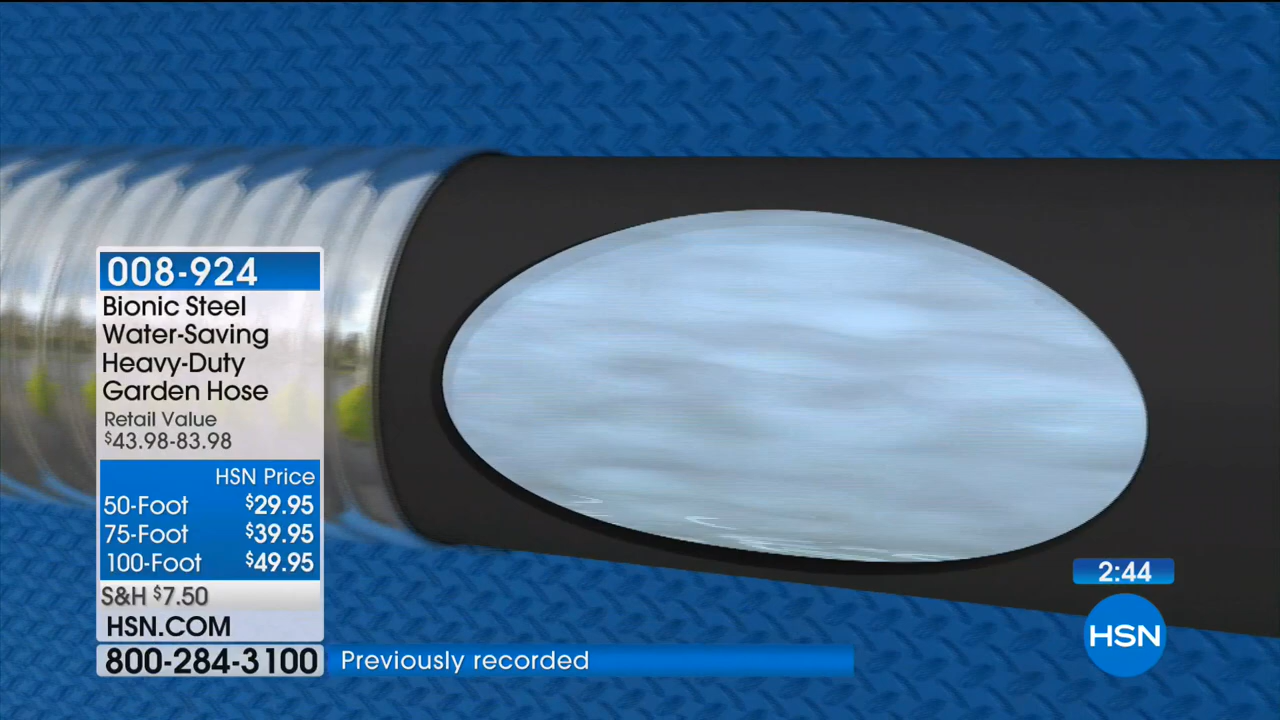 008-924
Bionic Steel
Water-Saving
Heavy-Duty
Garden Hose
Retail Value
$43.98-83.98
HSN Price
50-Foot $29.95
75-Foot $39.95
100-Foot $49.95
S&H $7.50
HSN.COM
800-284-3100
Previously recorded
2:44
HSN